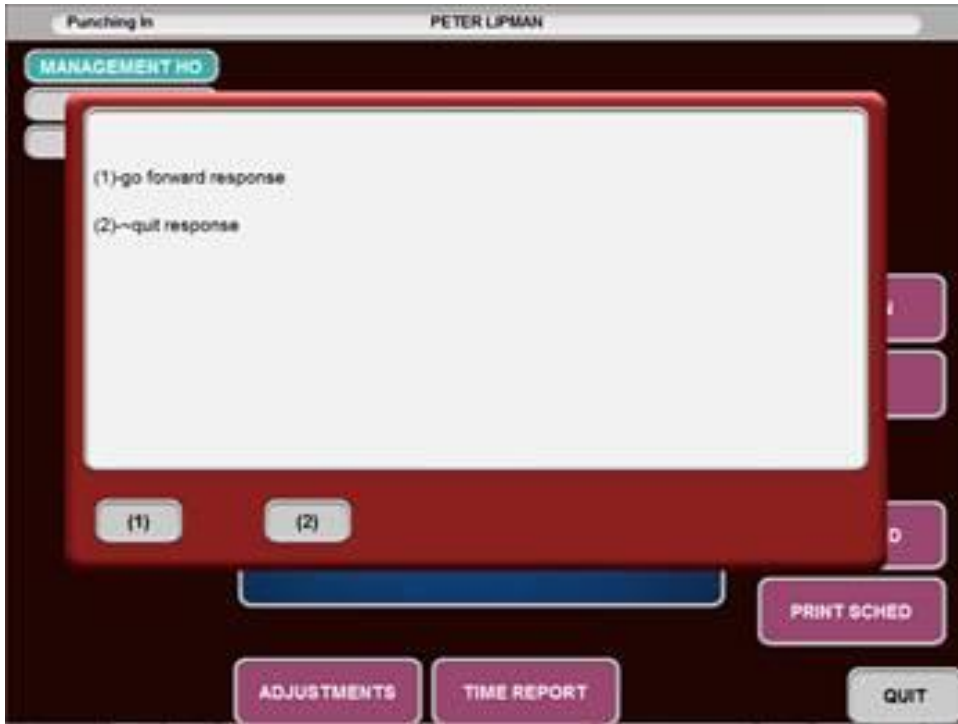 Punching In
PETER LIPMAN
MANAGEMENT HO
(1)-go forward response
(2)-~quit response
(1)
(2)
D
PRINT SCHED
ADJUSTMENTS
TIME REPORT
QUIT